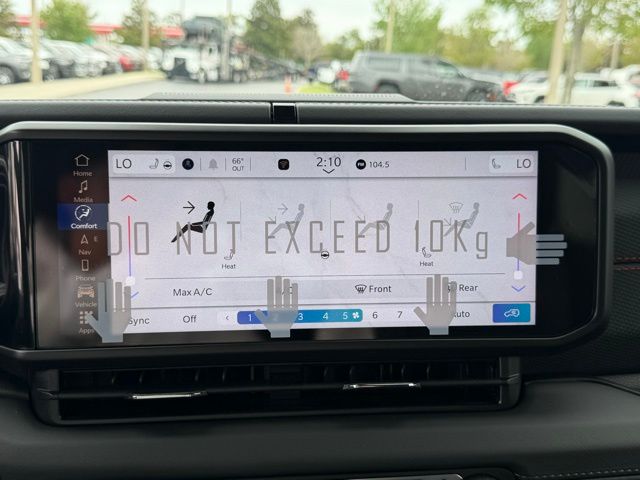 LO 66° OUT 2:10 FM 104.5 LO
Home
Media
Comfort
Nav E
Phone
Vehicle
Apps
DO NOT EXCEED 10Kg
Heat Heat
Max A/C Front Rear
Sync Off < 1 2 3 4 5 6 7 Auto